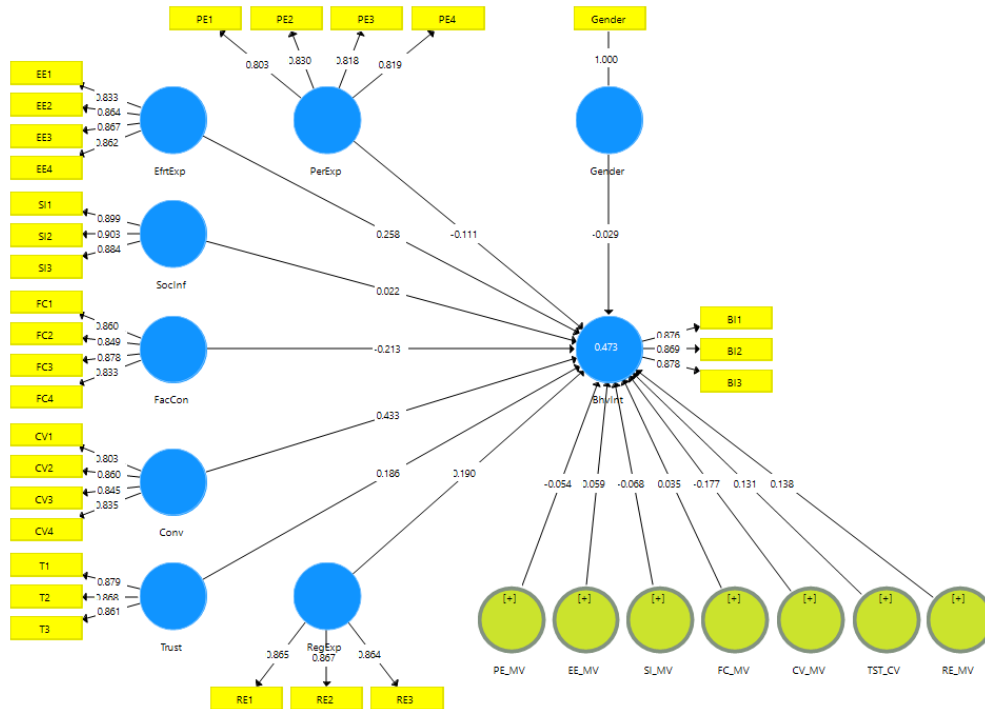 PE1
PE2
PE3
PE4
Gender
0.803
0.830
0.818
0.819
1.000
EE1
EE2
EE3
EE4
0.833
0.864
0.867
0.862
EfrtExp
PerExp
Gender
SI1
SI2
SI3
0.899
0.903
0.884
SocInf
0.258
-0.111
-0.029
0.022
FC1
FC2
FC3
FC4
0.860
0.849
0.878
0.833
FacCon
-0.213
0.473
BhvInt
0.876
0.869
0.878
BI1
BI2
BI3
CV1
CV2
CV3
CV4
0.803
0.860
0.845
0.835
Conv
0.433
0.186
0.190
-0.054
0.059
-0.068
0.035
-0.177
0.131
0.138
T1
T2
T3
0.879
0.868
0.861
Trust
RegExp
0.865
0.867
0.864
RE1
RE2
RE3
[+]
[+]
[+]
[+]
[+]
[+]
[+]
PE_MV
EE_MV
SI_MV
FC_MV
CV_MV
TST_CV
RE_MV